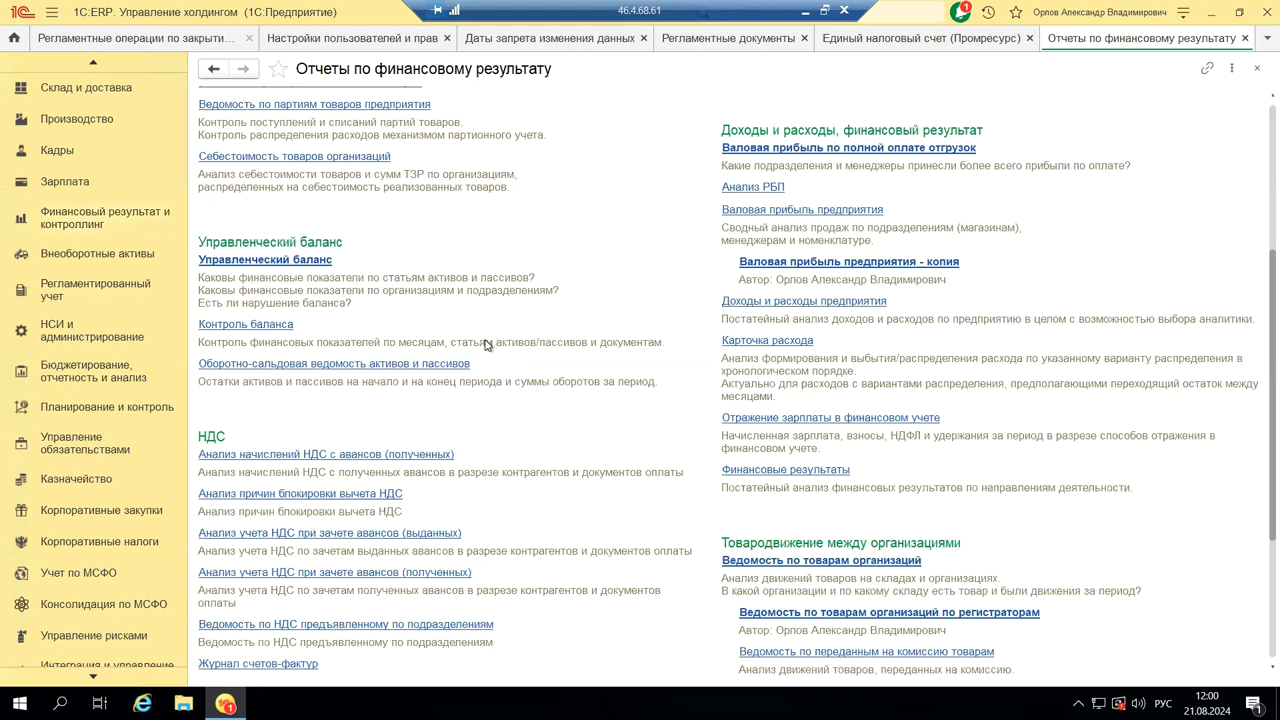 1С:ERP. Управление холдингом (1С:Предприятие)
46.4.68.61
Орлов Александр Владимирович
Регламентные операции по закрыти...
Настройки пользователей и прав
Даты запрета изменения данных
Регламентные документы
Единый налоговый счет (Промресурс)
Отчеты по финансовому результату
Отчеты по финансовому результату
Склад и доставка
Производство
Кадры
Зарплата
Финансовый результат и
контроллинг
Внеоборотные активы
Регламентированный
учет
НСИ и
администрирование
Бюджетирование,
отчетность и анализ
Планирование и контроль
Управление
обязательствами
Казначейство
Корпоративные закупки
Корпоративные налоги
Учет по МСФО
Консолидация по МСФО
Управление рисками
Интеграция и управление
Ведомость по партиям товаров предприятия
Контроль поступлений и списаний партий товаров.
Контроль распределения расходов механизмом партионного учета.
Себестоимость товаров организаций
Анализ себестоимости товаров и сумм ТЗР по организациям,
распределенных на себестоимость реализованных товаров.
Управленческий баланс
Управленческий баланс
Каковы финансовые показатели по статьям активов и пассивов?
Каковы финансовые показатели по организациям и подразделениям?
Есть ли нарушение баланса?
Контроль баланса
Контроль финансовых показателей по месяцам, статьям активов/пассивов и документам.
Оборотно-сальдовая ведомость активов и пассивов
Остатки активов и пассивов на начало и на конец периода и суммы оборотов за период.
НДС
Анализ начислений НДС с авансов (полученных)
Анализ начислений НДС с полученных авансов в разрезе контрагентов и документов оплаты
Анализ причин блокировки вычета НДС
Анализ причин блокировки вычета НДС
Анализ учета НДС при зачете авансов (выданных)
Анализ учета НДС по зачетам выданных авансов в разрезе контрагентов и документов оплаты
Анализ учета НДС при зачете авансов (полученных)
Анализ учета НДС по зачетам полученных авансов в разрезе контрагентов и документов
оплаты
Ведомость по НДС предъявленному по подразделениям
Ведомость по НДС предъявленному по подразделениям
Журнал счетов-фактур
Доходы и расходы, финансовый результат
Валовая прибыль по полной оплате отгрузок
Какие подразделения и менеджеры принесли более всего прибыли по оплате?
Анализ РБП
Валовая прибыль предприятия
Сводный анализ продаж по подразделениям (магазинам),
менеджерам и номенклатуре.
Валовая прибыль предприятия - копия
Автор: Орлов Александр Владимирович
Доходы и расходы предприятия
Постатейный анализ доходов и расходов по предприятию в целом с возможностью выбора аналитики.
Карточка расхода
Анализ формирования и выбытия/распределения расхода по указанному варианту распределения в
хронологическом порядке.
Актуально для расходов с вариантами распределения, предполагающими переходящий остаток между
месяцами.
Отражение зарплаты в финансовом учете
Начисленная зарплата, взносы, НДФЛ и удержания за период в разрезе способов отражения в
финансовом учете.
Финансовые результаты
Постатейный анализ финансовых результатов по направлениям деятельности.
Товародвижение между организациями
Ведомость по товарам организаций
Анализ движений товаров на складах и организациях.
В какой организации и по какому складу есть товар и были движения за период?
Ведомость по товарам организаций по регистраторам
Автор: Орлов Александр Владимирович
Ведомость по переданным на комиссию товарам
Анализ движений товаров, переданных на комиссию.
РУС
12:00
21.08.2024